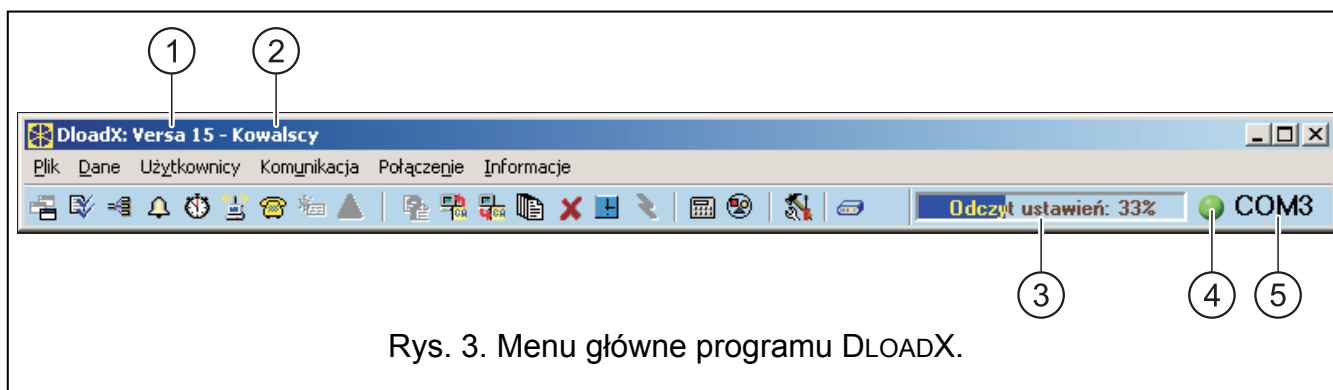 1 2
DloadX: Versa 15 - Kowalscy
Plik Dane Użytkownicy Komunikacja Połączenie Informacje
Odczyt ustawień: 33% COM3
3 4 5
Rys. 3. Menu główne programu DLOADX.